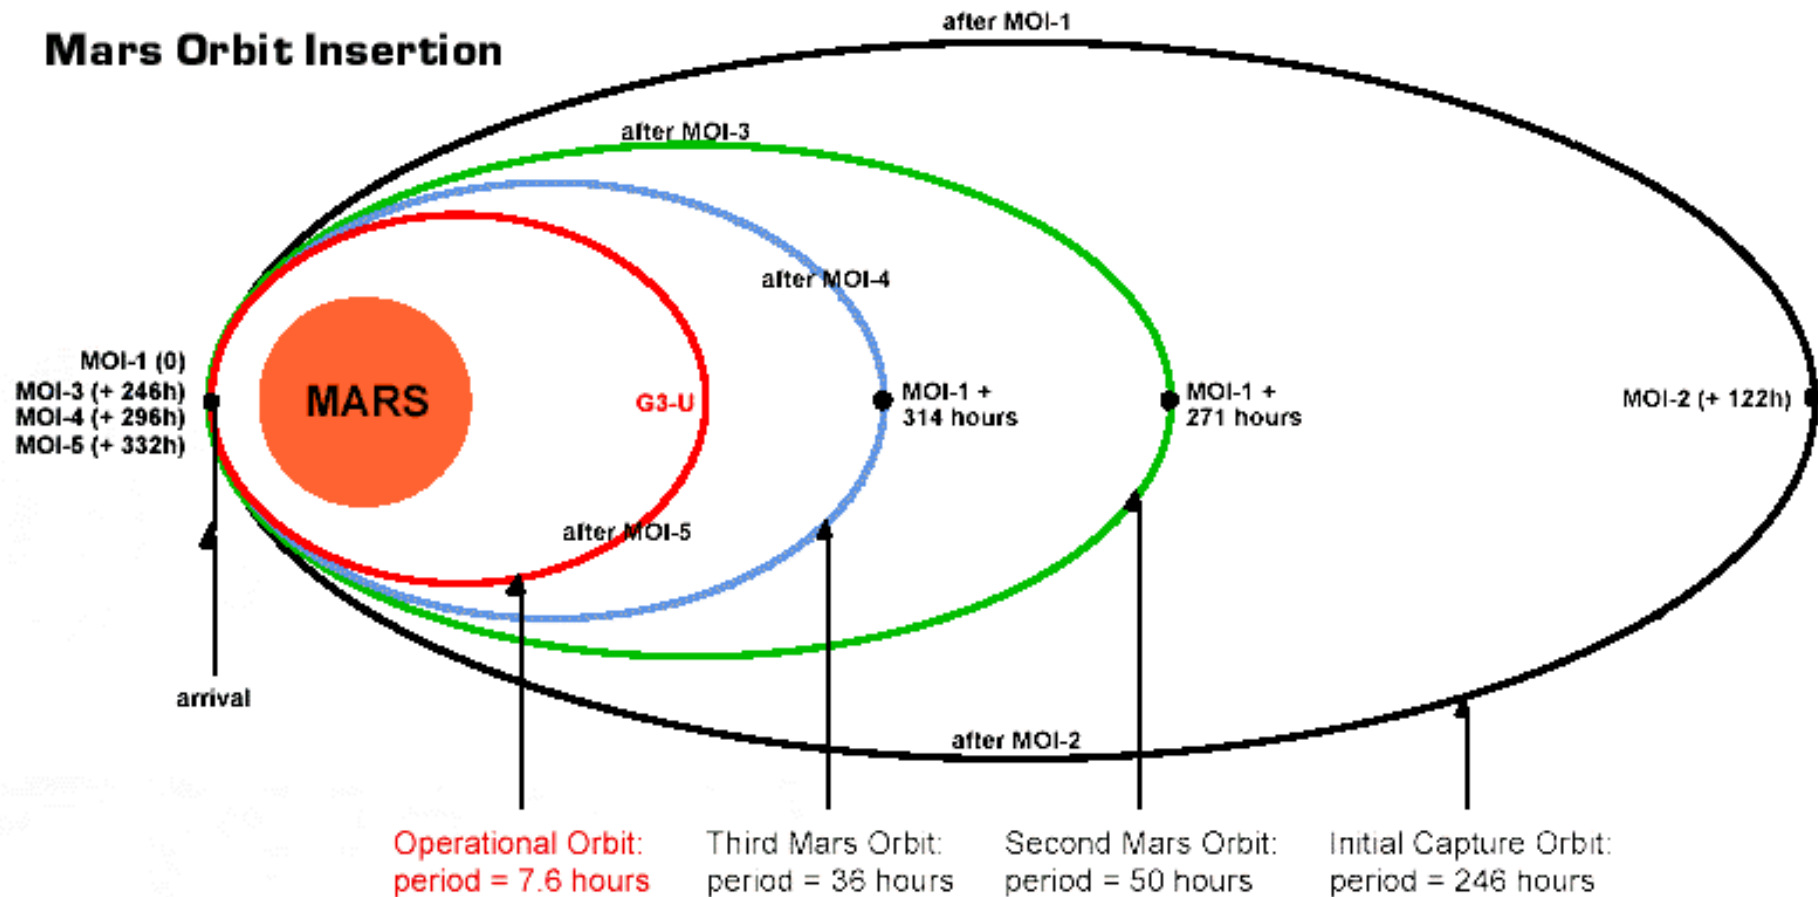 Mars Orbit Insertion
after MOI-1
after MOI-3
after MOI-4
MOI-1 (0)
MOI-3 (+ 246h)
MOI-4 (+ 296h)
MOI-5 (+ 332h)
MARS
G3-U
MOI-1 +
314 hours
MOI-1 +
271 hours
MOI-2 (+ 122h)
after MOI-5
arrival
after MOI-2
Operational Orbit:
period = 7.6 hours
Third Mars Orbit:
period = 36 hours
Second Mars Orbit:
period = 50 hours
Initial Capture Orbit:
period = 246 hours